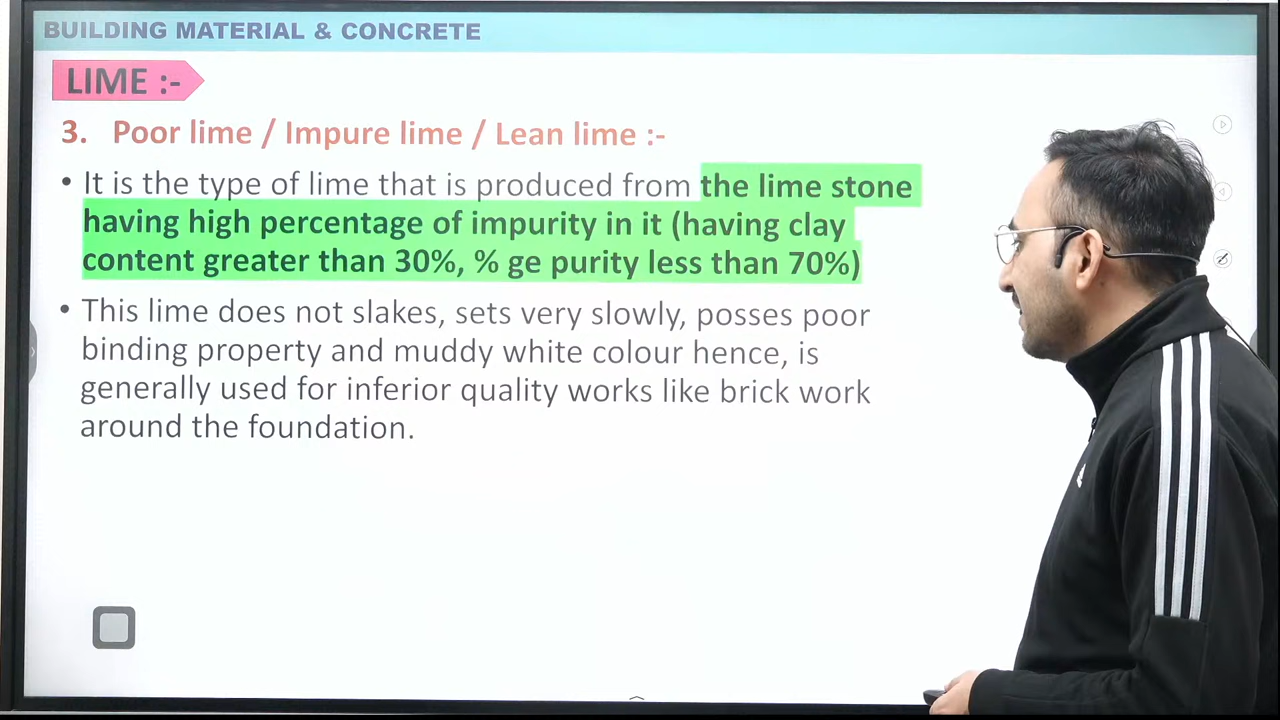 BUILDING MATERIAL & CONCRETE
LIME :-
3. Poor lime / Impure lime / Lean lime :-
• It is the type of lime that is produced from the lime stone
having high percentage of impurity in it (having clay
content greater than 30%, % ge purity less than 70%)
• This lime does not slakes, sets very slowly, posses poor
binding property and muddy white colour hence, is
generally used for inferior quality works like brick work
around the foundation.